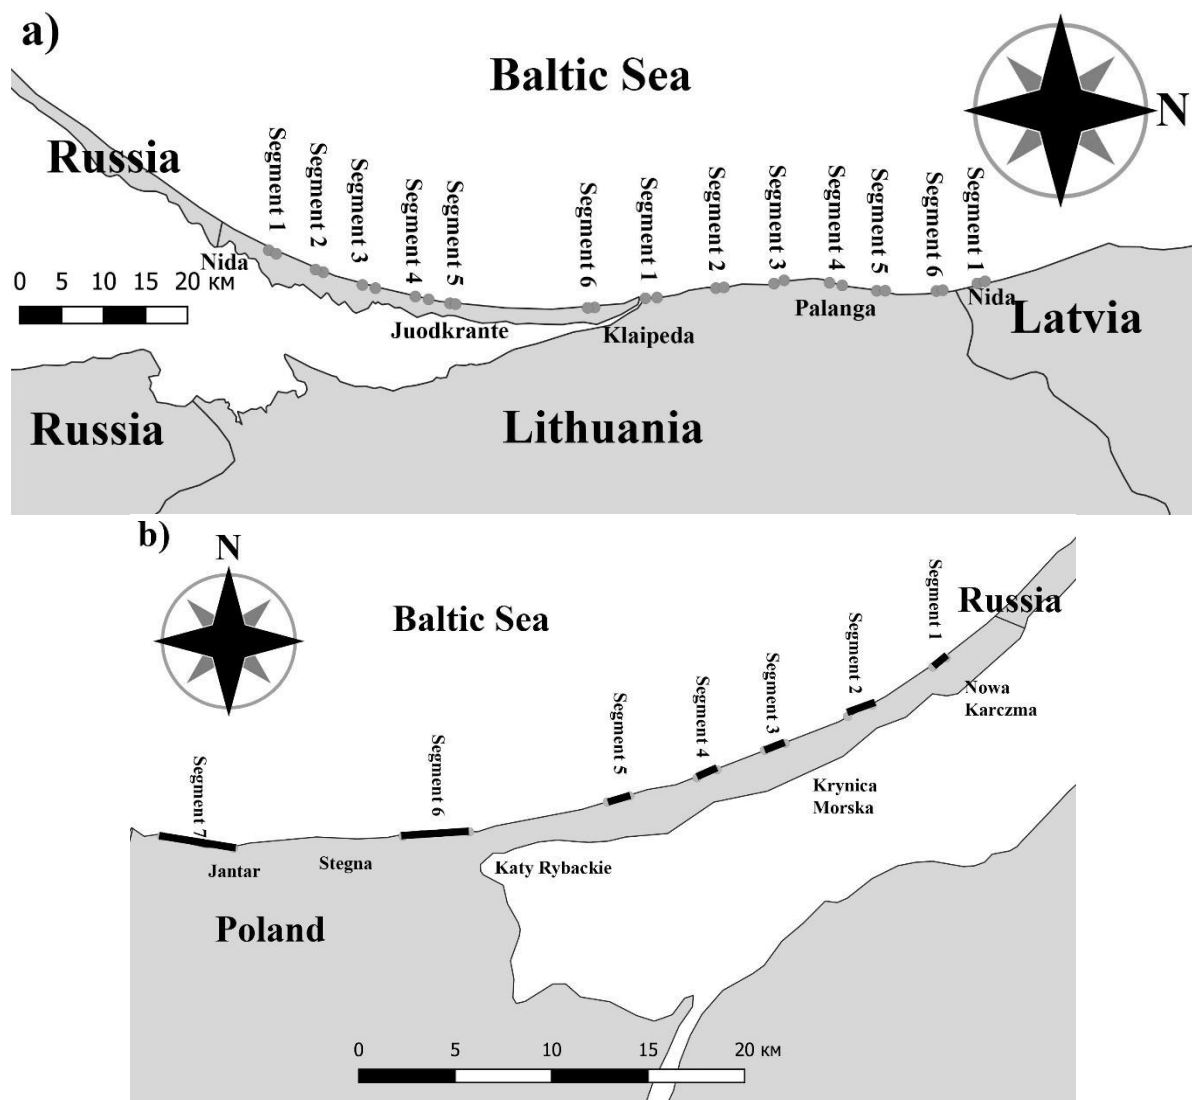 a)
Baltic Sea
N
Russia
Segment 1
Segment 2
Segment 3
Segment 4
Segment 5
Segment 6
Segment 1
Segment 2
Segment 3
Segment 4
Segment 5
Segment 6
Segment 1
Nida
0 5 10 15 20 км
Juodkrante
Klaipeda
Palanga
Nida
Latvia
Russia
Lithuania
b)
N
Baltic Sea
Russia
Segment 1
Segment 2
Segment 3
Segment 4
Segment 5
Segment 6
Segment 7
Nowa
Karczma
Krynica
Morska
Jantar
Stegna
Katy Rybackie
Poland
0 5 10 15 20 км